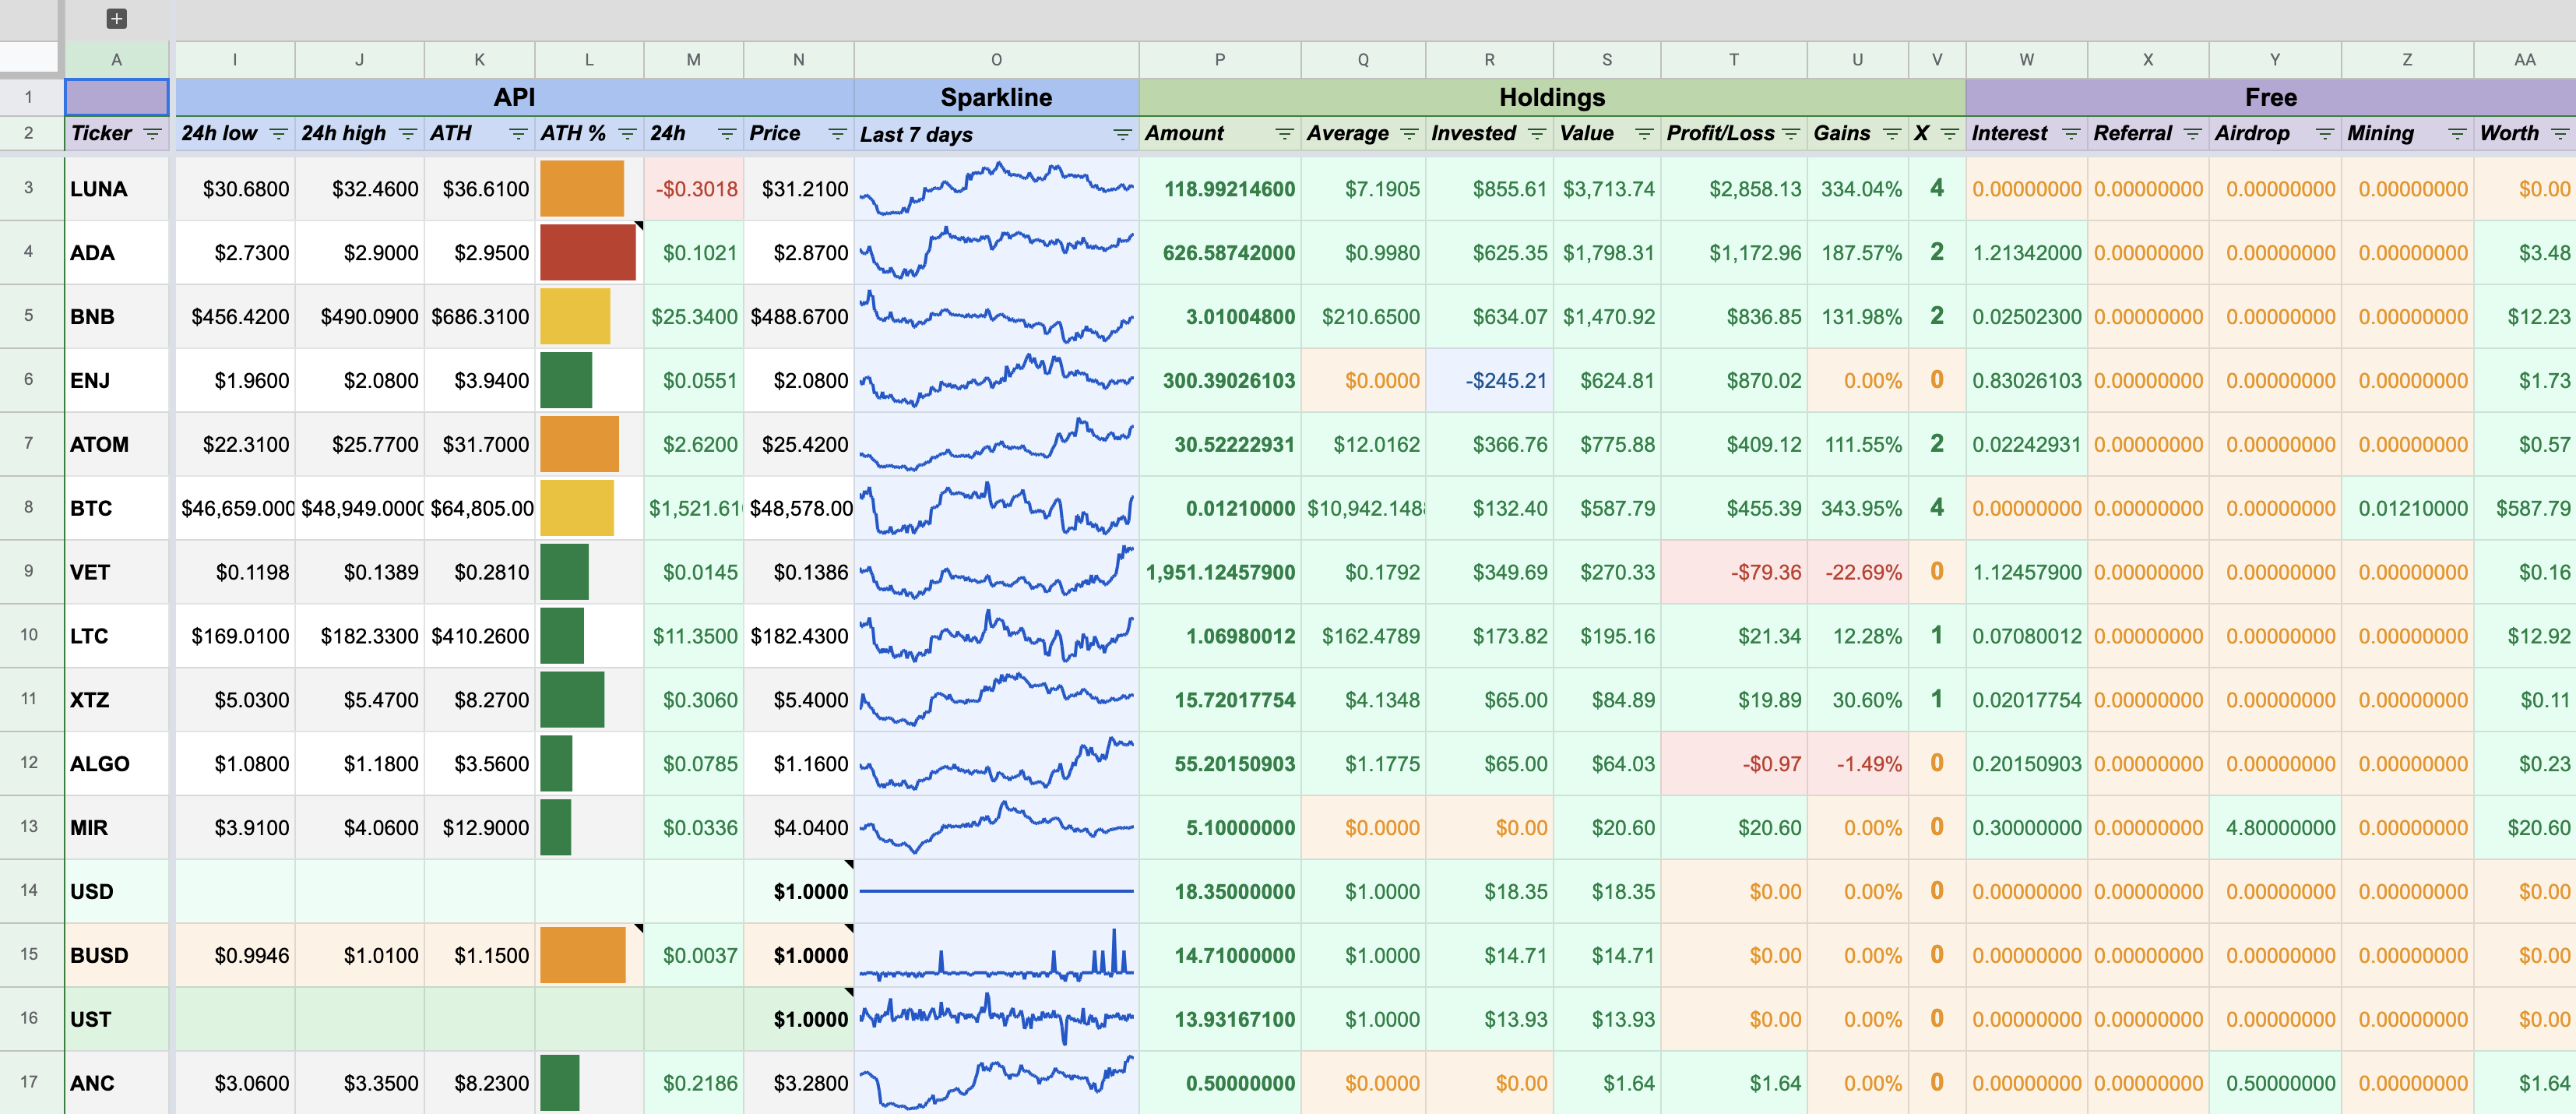 A I J K L M N O P Q R S T U V W X Y Z AA
1 API Sparkline Holdings Free
2 Ticker 24h low 24h high ATH ATH % 24h Price Last 7 days Amount Average Invested Value Profit/Loss Gains X Interest Referral Airdrop Mining Worth
3 LUNA $30.6800 $32.4600 $36.6100 -$0.3018 $31.2100 118.99214600 $7.1905 $855.61 $3,713.74 $2,858.13 334.04% 4 0.00000000 0.00000000 0.00000000 0.00000000 $0.00
4 ADA $2.7300 $2.9000 $2.9500 $0.1021 $2.8700 626.58742000 $0.9980 $625.35 $1,798.31 $1,172.96 187.57% 2 1.21342000 0.00000000 0.00000000 0.00000000 $3.48
5 BNB $456.4200 $490.0900 $686.3100 $25.3400 $488.6700 3.01004800 $210.6500 $634.07 $1,470.92 $836.85 131.98% 2 0.02502300 0.00000000 0.00000000 0.00000000 $12.23
6 ENJ $1.9600 $2.0800 $3.9400 $0.0551 $2.0800 300.39026103 $0.0000 -$245.21 $624.81 $870.02 0.00% 0 0.83026103 0.00000000 0.00000000 0.00000000 $1.73
7 ATOM $22.3100 $25.7700 $31.7000 $2.6200 $25.4200 30.52222931 $12.0162 $366.76 $775.88 $409.12 111.55% 2 0.02242931 0.00000000 0.00000000 0.00000000 $0.57
8 BTC $46,659.000 $48,949.0000 $64,805.00 $1,521.61 $48,578.00 0.01210000 $10,942.148 $132.40 $587.79 $455.39 343.95% 4 0.00000000 0.00000000 0.00000000 0.01210000 $587.79
9 VET $0.1198 $0.1389 $0.2810 $0.0145 $0.1386 1,951.12457900 $0.1792 $349.69 $270.33 -$79.36 -22.69% 0 1.12457900 0.00000000 0.00000000 0.00000000 $0.16
10 LTC $169.0100 $182.3300 $410.2600 $11.3500 $182.4300 1.06980012 $162.4789 $173.82 $195.16 $21.34 12.28% 1 0.07080012 0.00000000 0.00000000 0.00000000 $12.92
11 XTZ $5.0300 $5.4700 $8.2700 $0.3060 $5.4000 15.72017754 $4.1348 $65.00 $84.89 $19.89 30.60% 1 0.02017754 0.00000000 0.00000000 0.00000000 $0.11
12 ALGO $1.0800 $1.1800 $3.5600 $0.0785 $1.1600 55.20150903 $1.1775 $65.00 $64.03 -$0.97 -1.49% 0 0.20150903 0.00000000 0.00000000 0.00000000 $0.23
13 MIR $3.9100 $4.0600 $12.9000 $0.0336 $4.0400 5.10000000 $0.0000 $0.00 $20.60 $20.60 0.00% 0 0.30000000 0.00000000 4.80000000 0.00000000 $20.60
14 USD $1.0000 18.35000000 $1.0000 $18.35 $18.35 $0.00 0.00% 0 0.00000000 0.00000000 0.00000000 0.00000000 $0.00
15 BUSD $0.9946 $1.0100 $1.1500 $0.0037 $1.0000 14.71000000 $1.0000 $14.71 $14.71 $0.00 0.00% 0 0.00000000 0.00000000 0.00000000 0.00000000 $0.00
16 UST $1.0000 13.93167100 $1.0000 $13.93 $13.93 $0.00 0.00% 0 0.00000000 0.00000000 0.00000000 0.00000000 $0.00
17 ANC $3.0600 $3.3500 $8.2300 $0.2186 $3.2800 0.50000000 $0.0000 $0.00 $1.64 $1.64 0.00% 0 0.00000000 0.00000000 0.50000000 0.00000000 $1.64